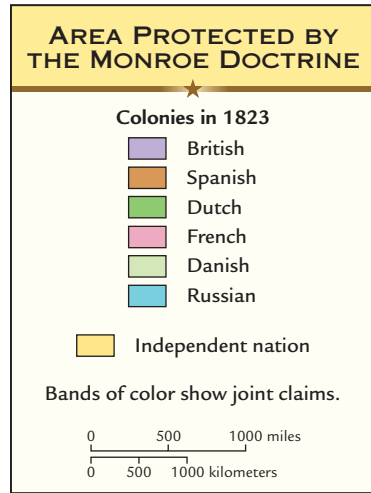 AREA PROTECTED BY
THE MONROE DOCTRINE
Colonies in 1823
British
Spanish
Dutch
French
Danish
Russian
Independent nation
Bands of color show joint claims.
0 500 1000 miles
0 500 1000 kilometers